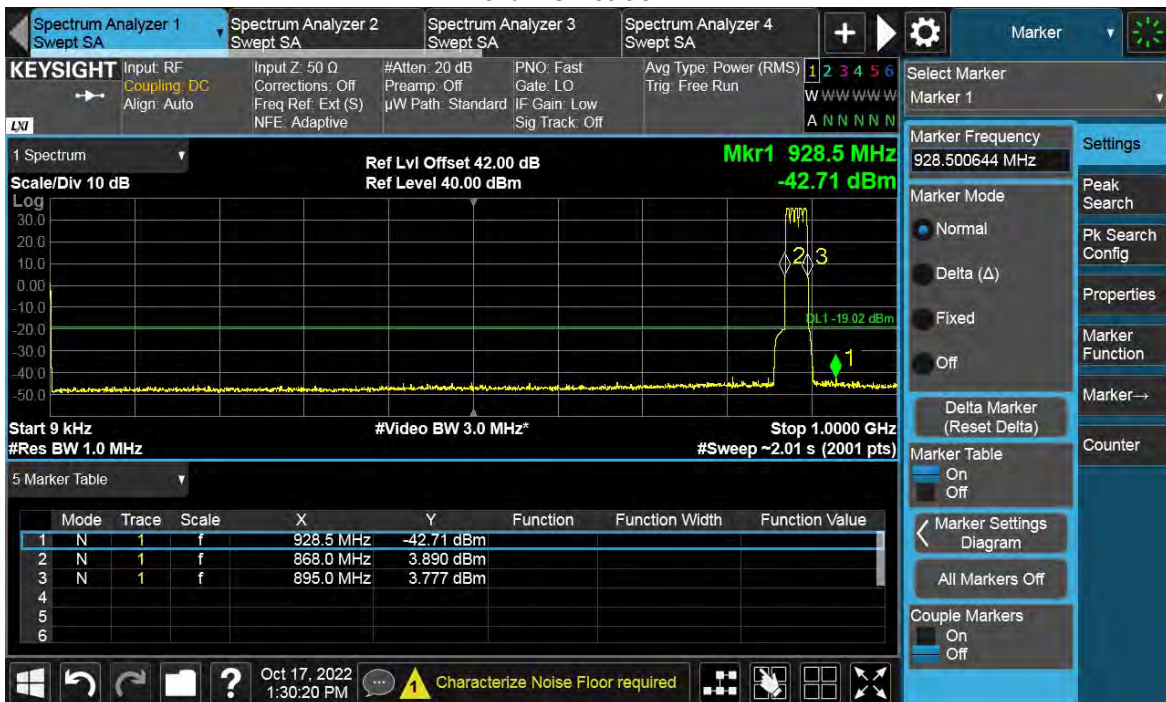 Spectrum Analyzer 1
Swept SA
Spectrum Analyzer 2
Swept SA
Spectrum Analyzer 3
Swept SA
Spectrum Analyzer 4
Swept SA
+
Marker
KEYSIGHT
LXI
Input: RF
Coupling: DC
Align: Auto
Input Z: 50 Ω
Corrections: Off
Freq Ref: Ext (S)
NFE: Adaptive
#Atten: 20 dB
Preamp: Off
µW Path: Standard
PNO: Fast
Gate: LO
IF Gain: Low
Sig Track: Off
Avg Type: Power (RMS)
Trig: Free Run
1 2 3 4 5 6
W W W W W W
A N N N N N
1 Spectrum
Scale/Div 10 dB
Ref Lvl Offset 42.00 dB
Ref Level 40.00 dBm
Mkr1 928.5 MHz
-42.71 dBm
Log
30.0
20.0
10.0
0.00
-10.0
-20.0
-30.0
-40.0
-50.0
2
3
DL1 -19.02 dBm
1
Start 9 kHz
#Res BW 1.0 MHz
#Video BW 3.0 MHz*
Stop 1.0000 GHz
#Sweep ~2.01 s (2001 pts)
5 Marker Table
Mode Trace Scale X Y Function Function Width Function Value
1 N 1 f 928.5 MHz -42.71 dBm
2 N 1 f 868.0 MHz 3.890 dBm
3 N 1 f 895.0 MHz 3.777 dBm
4
5
6
Select Marker
Marker 1
Marker Frequency
928.500644 MHz
Marker Mode
Normal
Delta (Δ)
Fixed
Off
Delta Marker
(Reset Delta)
Marker Table
On
Off
Marker Settings
Diagram
All Markers Off
Couple Markers
On
Off
Settings
Peak
Search
Pk Search
Config
Properties
Marker
Function
Marker→
Counter
?
Oct 17, 2022
1:30:20 PM
1
Characterize Noise Floor required